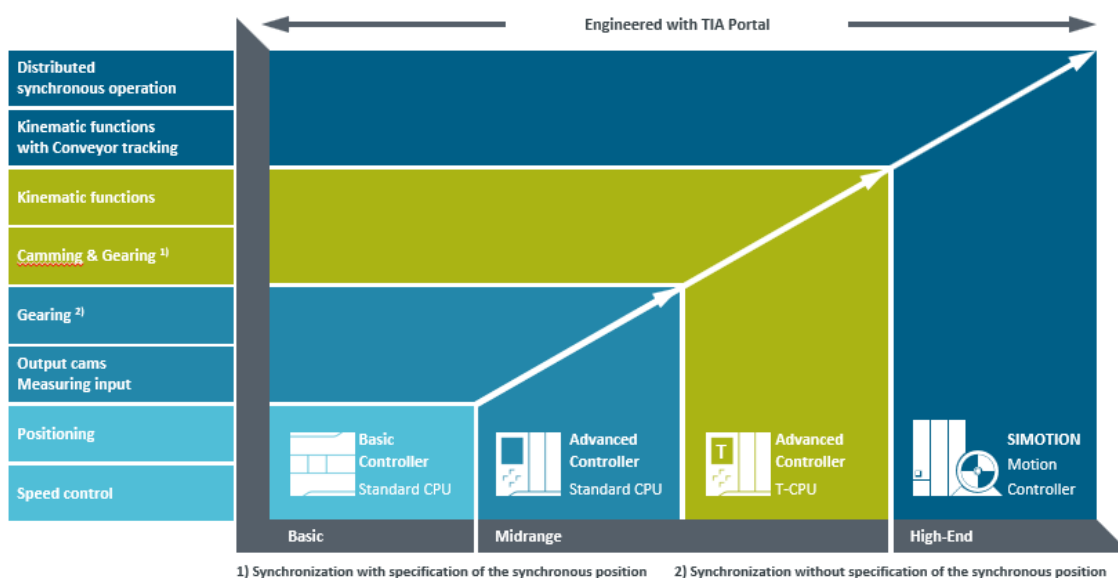 Engineered with TIA Portal
Distributed
synchronous operation
Kinematic functions
with Conveyor tracking
Kinematic functions
Camming & Gearing ¹⁾
Gearing ²⁾
Output cams
Measuring input
Positioning
Speed control
Basic
Controller
Standard CPU
Advanced
Controller
Standard CPU
T
Advanced
Controller
T-CPU
SIMOTION
Motion
Controller
Basic
Midrange
High-End
1) Synchronization with specification of the synchronous position
2) Synchronization without specification of the synchronous position